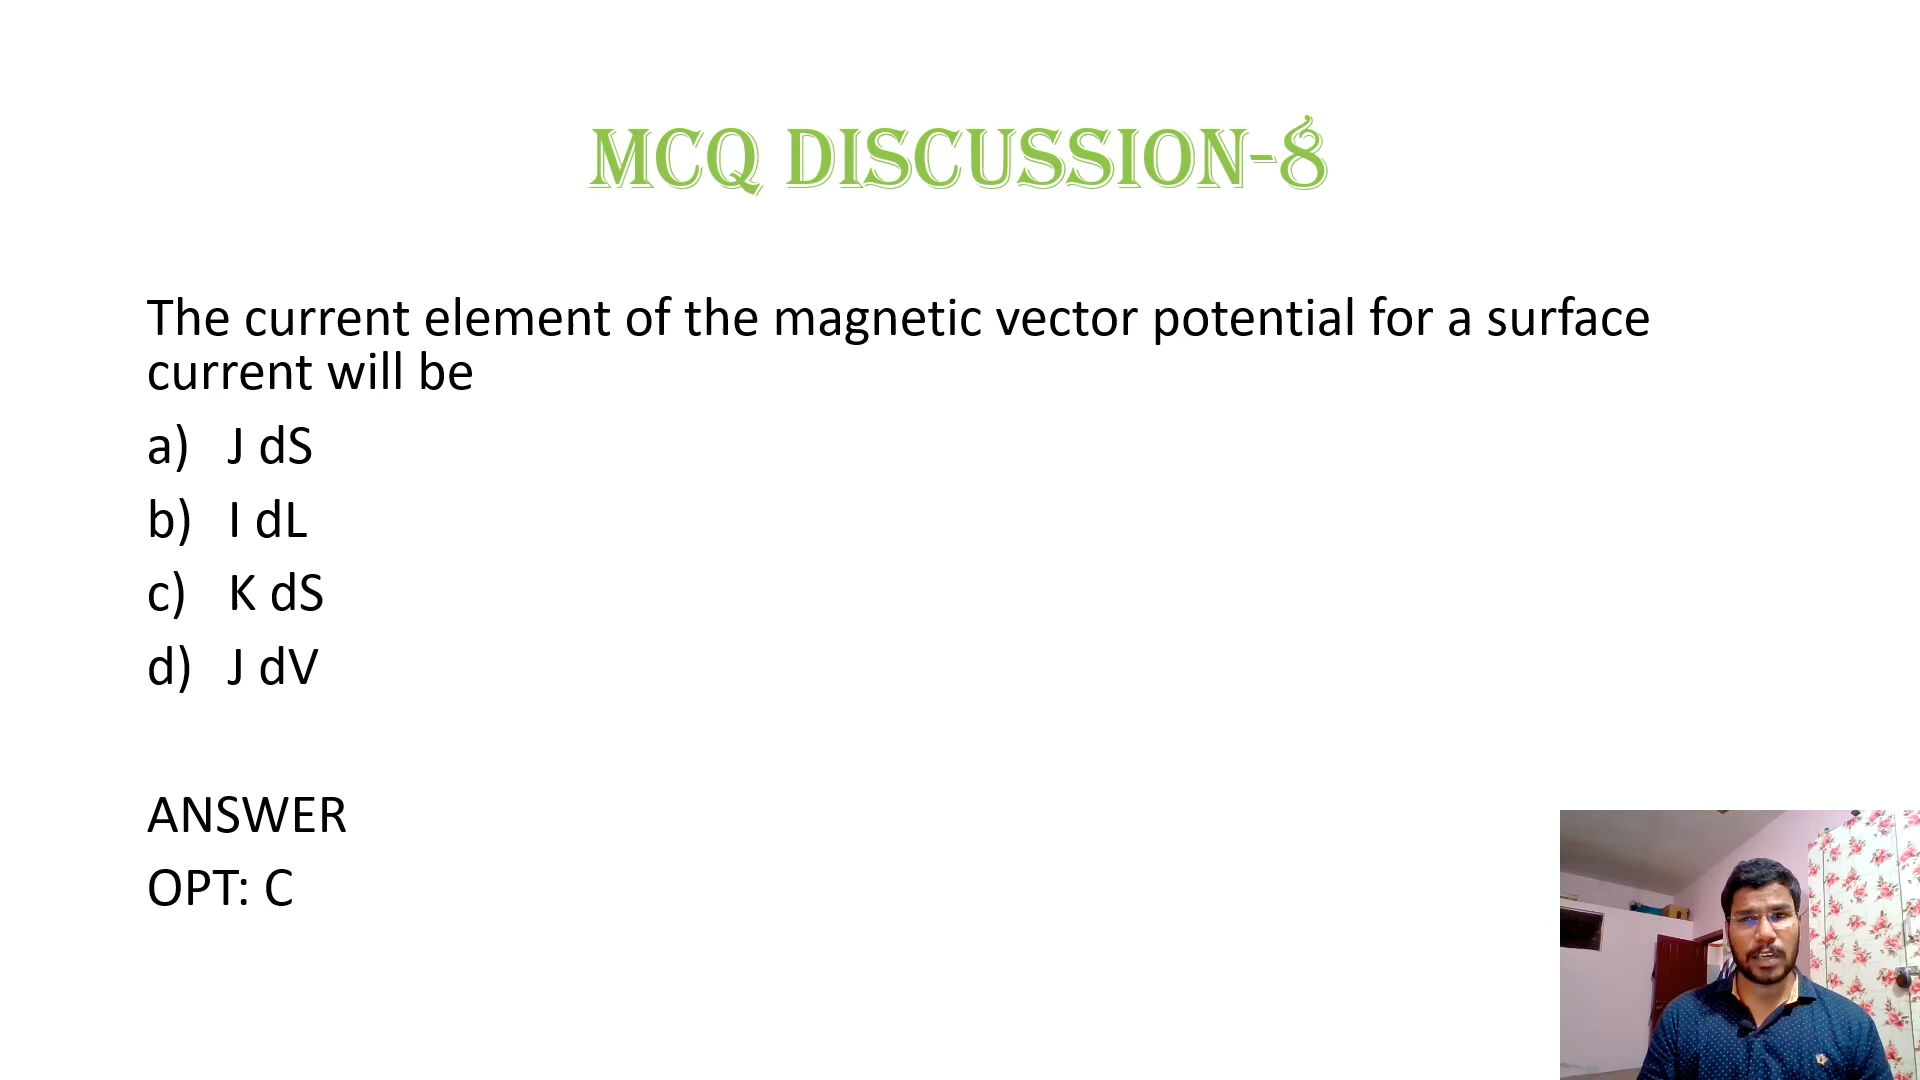 MCQ DISCUSSION-8
The current element of the magnetic vector potential for a surface
current will be
a) J dS
b) I dL
c) K dS
d) J dV
ANSWER
OPT: C